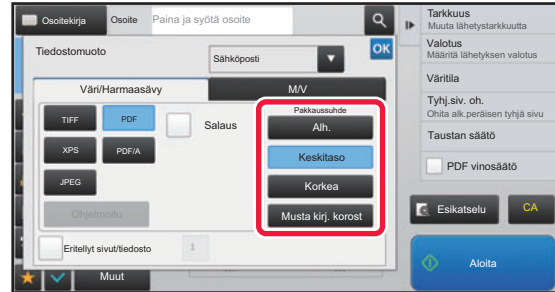 Osoitekirja
Osoite
Paina ja syötä osoite
Tiedostomuoto
Sähköposti
OK
Väri/Harmaasävy
M/V
TIFF
PDF
Salaus
XPS
PDF/A
JPEG
Ohjelmoitu
Pakkaussuhde
Alh.
Keskitaso
Korkea
Musta kirj. korost
Eritellyt sivut/tiedosto
1
Muut
Tarkkuus
Muuta lähetystarkkuutta
Valotus
Määritä lähetyksen valotus
Väritila
Tyhj.siv. oh.
Ohita alk.peräisen tyhjä sivu
Taustan säätö
PDF vinosäätö
Esikatselu
CA
Aloita